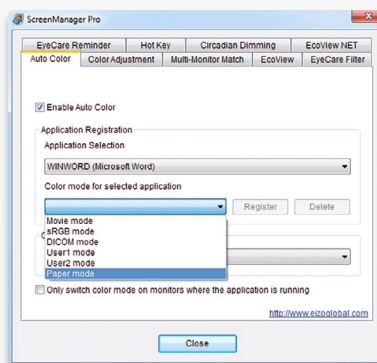 ScreenManager Pro
EyeCare Reminder Hot Key Circadian Dimming EcoView NET
Auto Color Color Adjustment Multi-Monitor Match EcoView EyeCare Filter
Enable Auto Color
Application Registration
Application Selection
WINWORD (Microsoft Word)
Color mode for selected application
Register Delete
Movie mode
sRGB mode
DICOM mode
User1 mode
User2 mode
Paper mode
Only switch color mode on monitors where the application is running
http://www.eizoglobal.com
Close